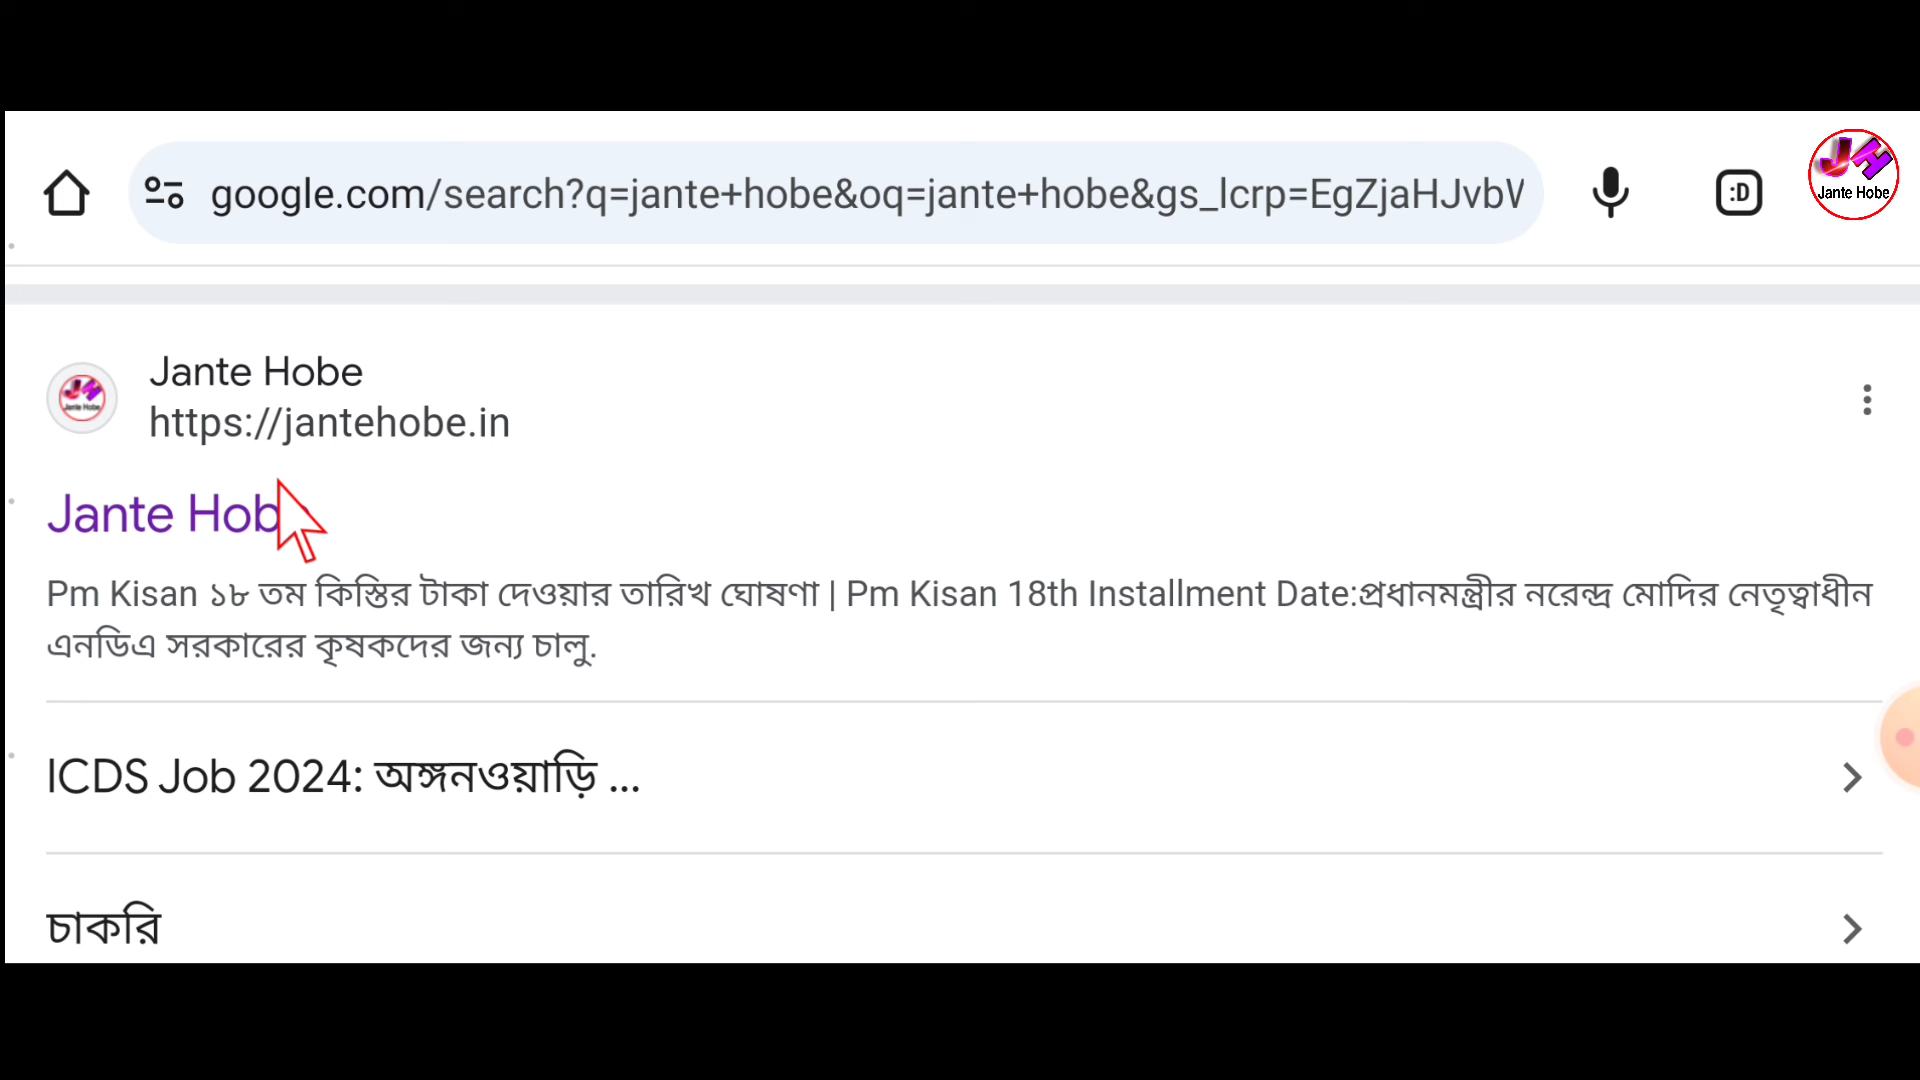 google.com/search?q=jante+hobe&oq=jante+hobe&gs_lcrp=EgZjaHJvbW
:D
JH
Jante Hobe
Jante Hobe
https://jantehobe.in
Jante Hob
Pm Kisan ১৮ তম কিস্তির টাকা দেওয়ার তারিখ ঘোষণা | Pm Kisan 18th Installment Date:প্রধানমন্ত্রীর নরেন্দ্র মোদির নেতৃত্বাধীন
এনডিএ সরকারের কৃষকদের জন্য চালু.
ICDS Job 2024: অঙ্গনওয়াড়ি ...
চাকরি